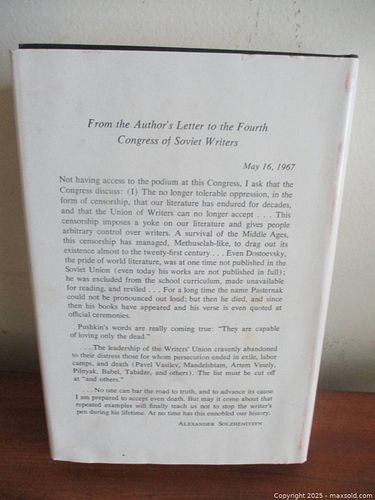 From the Author's Letter to the Fourth
Congress of Soviet Writers
May 16, 1967
Not having access to the podium at this Congress, I ask that the
Congress discuss: (1) The no longer tolerable oppression, in the
form of censorship, that our literature has endured for decades,
and that the Union of Writers can no longer accept . . . This
censorship imposes a yoke on our literature and gives people
arbitrary control over writers. A survival of the Middle Ages,
this censorship has managed, Methuselah-like, to drag out its
existence almost to the twenty-first century . . . Even Dostoevsky,
the pride of world literature, was at one time not published in the
Soviet Union (even today his works are not published in full);
he was excluded from the school curriculum, made unavailable
for reading, and reviled . . . For a long time the name Pasternak
could not be pronounced out loud; but then he died, and since
then his books have appeared and his verse is even quoted at
official ceremonies.
Pushkin's words are really coming true: "They are capable
of loving only the dead."
. . . The leadership of the Writers' Union cravenly abandoned
to their distress those for whom persecution ended in exile, labor
camps, and death (Pavel Vasilev, Mandelshtam, Artem Vesely,
Pilnyak, Babel, Tabidze, and others). The list must be cut off
at "and others."
. . . No one can bar the road to truth, and to advance its cause
I am prepared to accept even death. But may it come about that
repeated examples will finally teach us not to stop the writer's
pen during his lifetime. At no time has this ennobled our history.
ALEXANDER SOLZHENITSYN
Copyright 2025 - maxsold.com